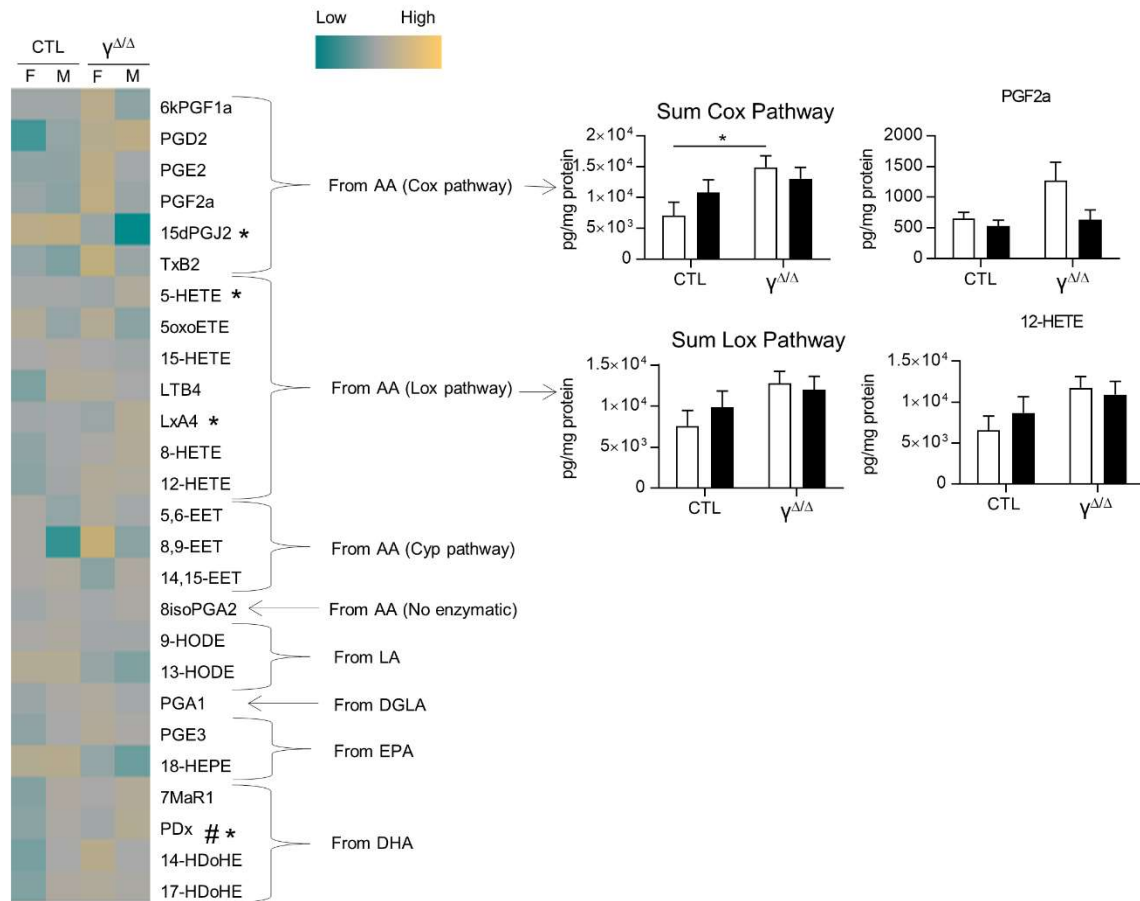 Low High
CTL γΔ/Δ
F M F M
6kPGF1a
PGD2
PGE2
PGF2a
15dPGJ2 *
TxB2
5-HETE *
5oxoETE
15-HETE
LTB4
LxA4 *
8-HETE
12-HETE
5,6-EET
8,9-EET
14,15-EET
8isoPGA2
9-HODE
13-HODE
PGA1
PGE3
18-HEPE
7MaR1
PDx # *
14-HDoHE
17-HDoHE
From AA (Cox pathway)
From AA (Lox pathway)
From AA (Cyp pathway)
From AA (No enzymatic)
From LA
From DGLA
From EPA
From DHA
Sum Cox Pathway
pg/mg protein
2×10⁴
1.5×10⁴
1×10⁴
5×10³
0
*
CTL γΔ/Δ
PGF2a
pg/mg protein
2000
1500
1000
500
0
CTL γΔ/Δ
Sum Lox Pathway
pg/mg protein
1.5×10⁴
1×10⁴
5×10³
0
CTL γΔ/Δ
12-HETE
pg/mg protein
1.5×10⁴
1×10⁴
5×10³
0
CTL γΔ/Δ